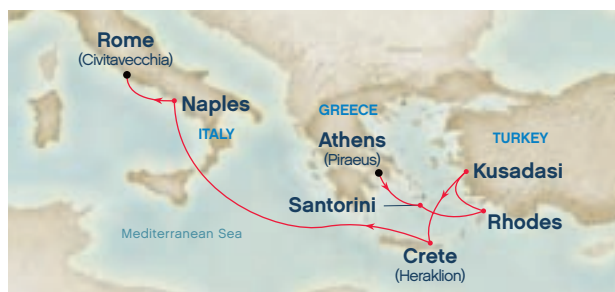 Rome
(Civitavecchia)
Naples
ITALY
GREECE
Athens
(Piraeus)
TURKEY
Kusadasi
Santorini
Rhodes
Mediterranean Sea
Crete
(Heraklion)